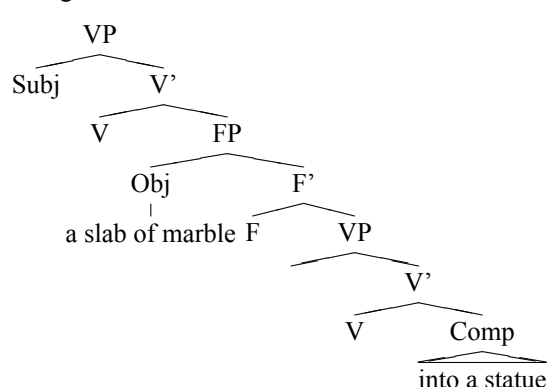 VP
Subj V’
V FP
Obj F’
a slab of marble F VP
V’
V Comp
into a statue